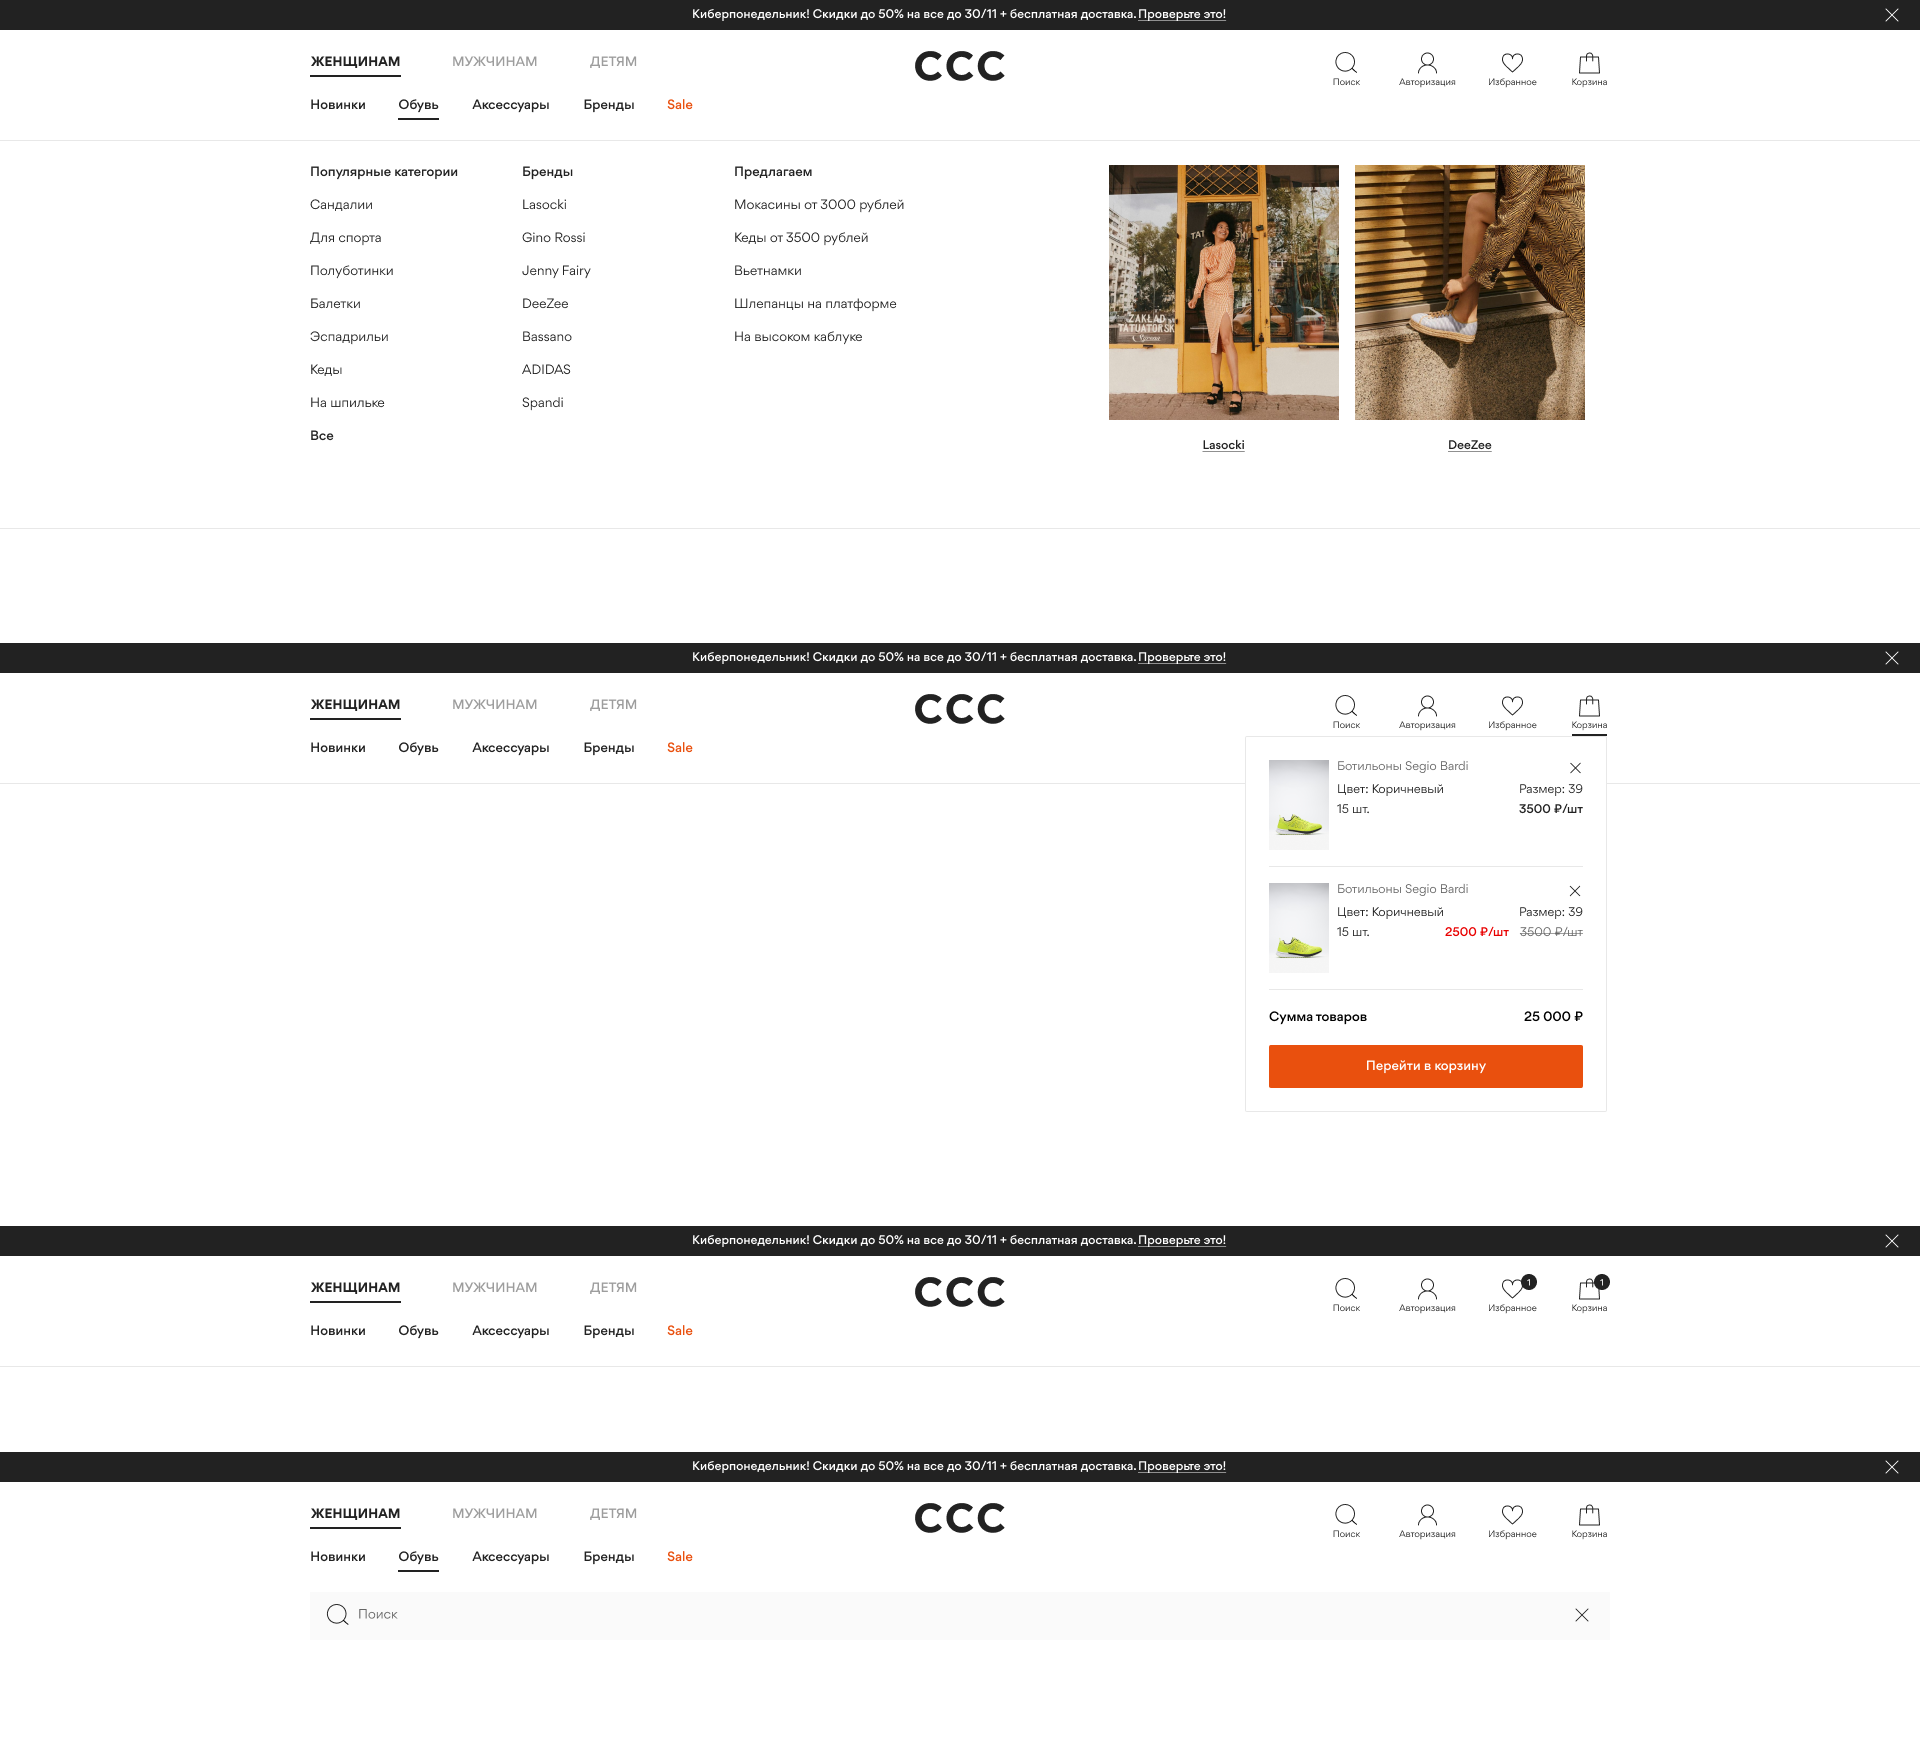 Киберпонедельник! Скидки до 50% на все до 30/11 + бесплатная доставка. Проверьте это!
ЖЕНЩИНАМ МУЖЧИНАМ ДЕТЯМ
CCC
Поиск Авторизация Избранное Корзина
Новинки Обувь Аксессуары Бренды Sale
Популярные категории
Сандалии
Для спорта
Полуботинки
Балетки
Эспадрильи
Кеды
На шпильке
Все
Бренды
Lasocki
Gino Rossi
Jenny Fairy
DeeZee
Bassano
ADIDAS
Spandi
Предлагаем
Мокасины от 3000 рублей
Кеды от 3500 рублей
Вьетнамки
Шлепанцы на платформе
На высоком каблуке
ZAKŁAD
TATUATORSK
Lasocki
DeeZee
Киберпонедельник! Скидки до 50% на все до 30/11 + бесплатная доставка. Проверьте это!
ЖЕНЩИНАМ МУЖЧИНАМ ДЕТЯМ
CCC
Поиск Авторизация Избранное Корзина
Новинки Обувь Аксессуары Бренды Sale
Ботильоны Segio Bardi
Цвет: Коричневый Размер: 39
15 шт. 3500 ₽/шт
Ботильоны Segio Bardi
Цвет: Коричневый Размер: 39
15 шт. 2500 ₽/шт 3500 ₽/шт
Сумма товаров 25 000 ₽
Перейти в корзину
Киберпонедельник! Скидки до 50% на все до 30/11 + бесплатная доставка. Проверьте это!
ЖЕНЩИНАМ МУЖЧИНАМ ДЕТЯМ
CCC
1 1
Поиск Авторизация Избранное Корзина
Новинки Обувь Аксессуары Бренды Sale
Киберпонедельник! Скидки до 50% на все до 30/11 + бесплатная доставка. Проверьте это!
ЖЕНЩИНАМ МУЖЧИНАМ ДЕТЯМ
CCC
Поиск Авторизация Избранное Корзина
Новинки Обувь Аксессуары Бренды Sale
Поиск